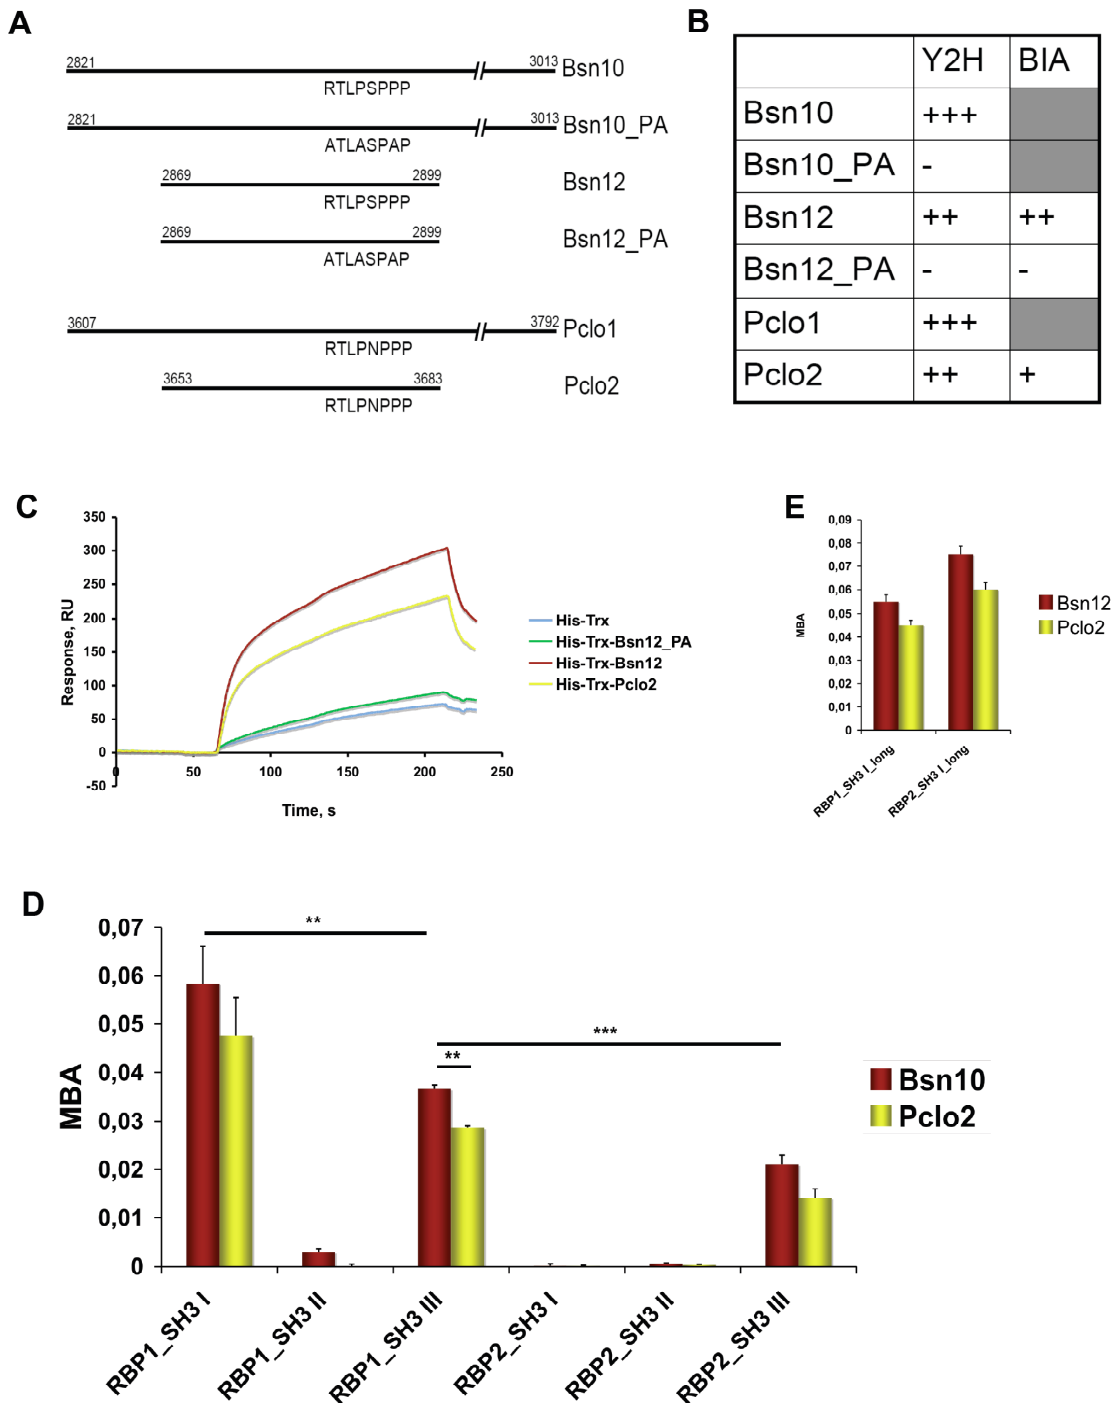 A
2821 3013 Bsn10
RTLPSPPP
2821 3013 Bsn10_PA
ATLASPAP
2869 2899 Bsn12
RTLPSPPP
2869 2899 Bsn12_PA
ATLASPAP
3607 3792 Pclo1
RTLPNPPP
3653 3683 Pclo2
RTLPNPPP
B
Y2H BIA
Bsn10 +++
Bsn10_PA -
Bsn12 ++ ++
Bsn12_PA - -
Pclo1 +++
Pclo2 ++ +
C
350
300
250
200
150
100
50
0
-50
0 50 100 150 200 250
Response, RU
Time, s
His-Trx
His-Trx-Bsn12_PA
His-Trx-Bsn12
His-Trx-Pclo2
E
0,09
0,08
0,07
0,06
0,05
0,04
0,03
0,02
0,01
0
MBA
RBP1_SH3 I_long
RBP2_SH3 I_long
Bsn12
Pclo2
D
0,07
0,06
0,05
0,04
0,03
0,02
0,01
0
MBA
**
***
**
RBP1_SH3 I
RBP1_SH3 II
RBP1_SH3 III
RBP2_SH3 I
RBP2_SH3 II
RBP2_SH3 III
Bsn10
Pclo2